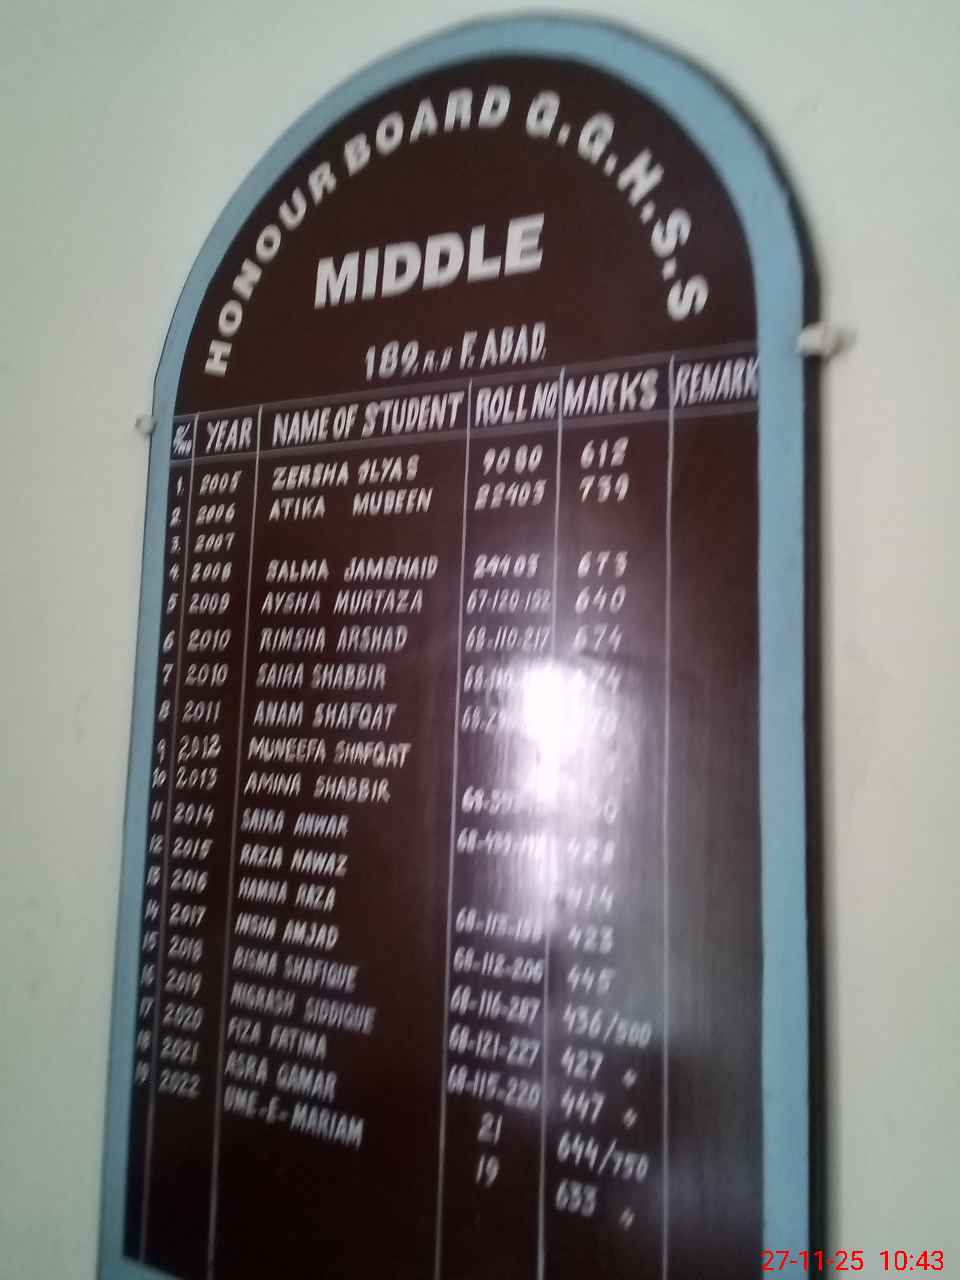 HONOUR BOARD G.G.H.S.S
MIDDLE
189 R.B F.ABAD.
S/No YEAR NAME OF STUDENT ROLL NO MARKS REMARK
1. 2005 ZERSHA ILYAS 9080 612
2. 2006 ATIKA MUBEEN 22403 759
3. 2007
4. 2008 SALMA JAMSHAID 24403 673
5 2009 AYSHA MURTAZA 67-120-152 640
6 2010 RIMSHA ARSHAD 68-110-217 674
7 2010 SAIRA SHABBIR
8 2011 ANAM SHAFQAT
9 2012 MUNEEFA SHAFQAT
10 2013 AMINA SHABBIR
11 2014 SAIRA ANWAR
12 2015 RAZIA NAWAZ
13 2016 HAMNA RAZA 423
14 2017 INSHA AMJAD 68-112-206 445
15 2018 BISMA SHAFIQUE 68-116-287 436/500
16 2019 NIGRASH SIDDIQUE 68-121-227 427 "
17 2020 FIZA FATIMA 68-115-220 447 "
18 2021 ASRA QAMAR 21 644/750
19 2022 UME-E-MARIAM 19 633 "
27-11-25 10:43